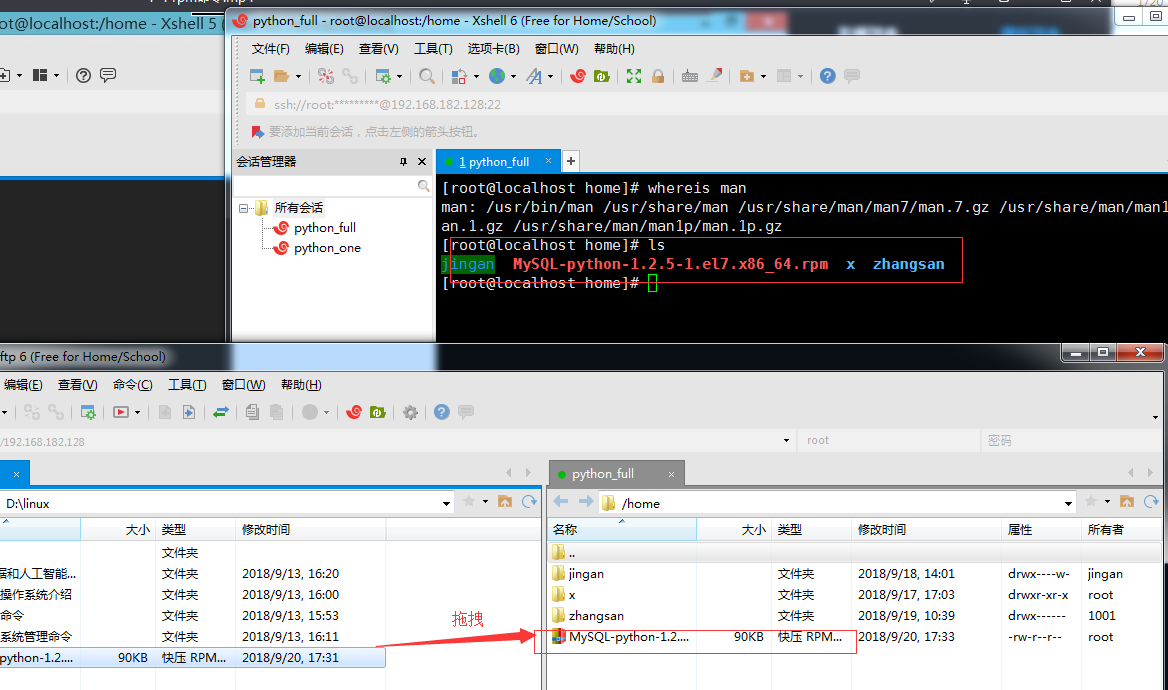 python_full - root@localhost:/home - Xshell 6 (Free for Home/School)
ot@localhost:/home - Xshell 5 (
1/20
文件(F) 编辑(E) 查看(V) 工具(T) 选项卡(B) 窗口(W) 帮助(H)
ssh://root:*********@192.168.182.128:22
要添加当前会话，点击左侧的箭头按钮。
会话管理器
1 python_full
所有会话
python_full
python_one
[root@localhost home]# whereis man
man: /usr/bin/man /usr/share/man /usr/share/man/man7/man.7.gz /usr/share/man/man1
an.1.gz /usr/share/man/man1p/man.1p.gz
[root@localhost home]# ls
jingan MySQL-python-1.2.5-1.el7.x86_64.rpm x zhangsan
[root@localhost home]#
ftp 6 (Free for Home/School)
编辑(E) 查看(V) 命令(C) 工具(T) 窗口(W) 帮助(H)
/192.168.182.128 root 密码
python_full
D:\linux
/home
大小 类型 修改时间
文件夹
据和人工智能... 文件夹 2018/9/13, 16:20
操作系统介绍 文件夹 2018/9/13, 16:00
命令 文件夹 2018/9/13, 15:53
系统管理命令 文件夹 2018/9/13, 16:11
python-1.2.... 90KB 快压 RPM... 2018/9/20, 17:31
拖拽
名称 大小 类型 修改时间 属性 所有者
..
jingan 文件夹 2018/9/18, 14:01 drwx----w- jingan
x 文件夹 2018/9/17, 17:03 drwxr-xr-x root
zhangsan 文件夹 2018/9/19, 10:39 drwx------ 1001
MySQL-python-1.2.... 90KB 快压 RPM... 2018/9/20, 17:33 -rw-r--r-- root